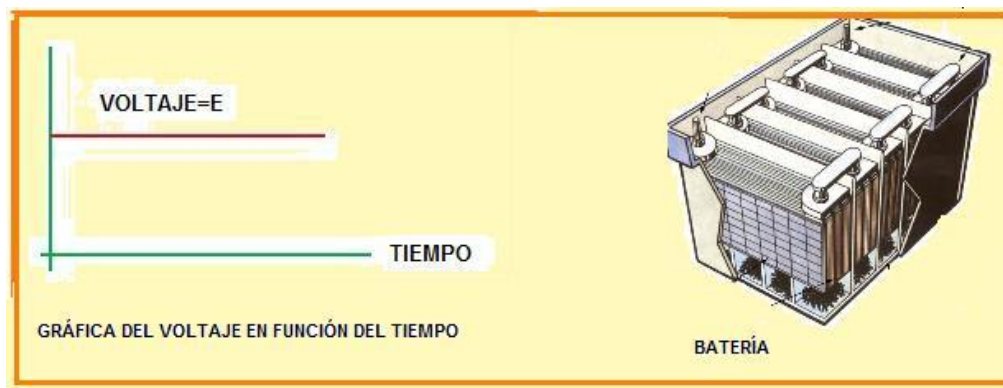 VOLTAJE=E
TIEMPO
GRÁFICA DEL VOLTAJE EN FUNCIÓN DEL TIEMPO
BATERÍA